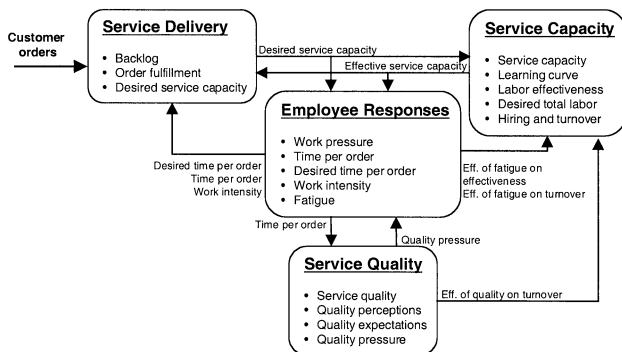 Customer
orders
Service Delivery
• Backlog
• Order fulfillment
• Desired service capacity
Desired service capacity
Effective service capacity
Service Capacity
• Service capacity
• Learning curve
• Labor effectiveness
• Desired total labor
• Hiring and turnover
Employee Responses
• Work pressure
• Time per order
• Desired time per order
• Work intensity
• Fatigue
Desired time per order
Time per order
Work intensity
Eff. of fatigue on
effectiveness
Eff. of fatigue on turnover
Time per order
Quality pressure
Service Quality
• Service quality
• Quality perceptions
• Quality expectations
• Quality pressure
Eff. of quality on turnover